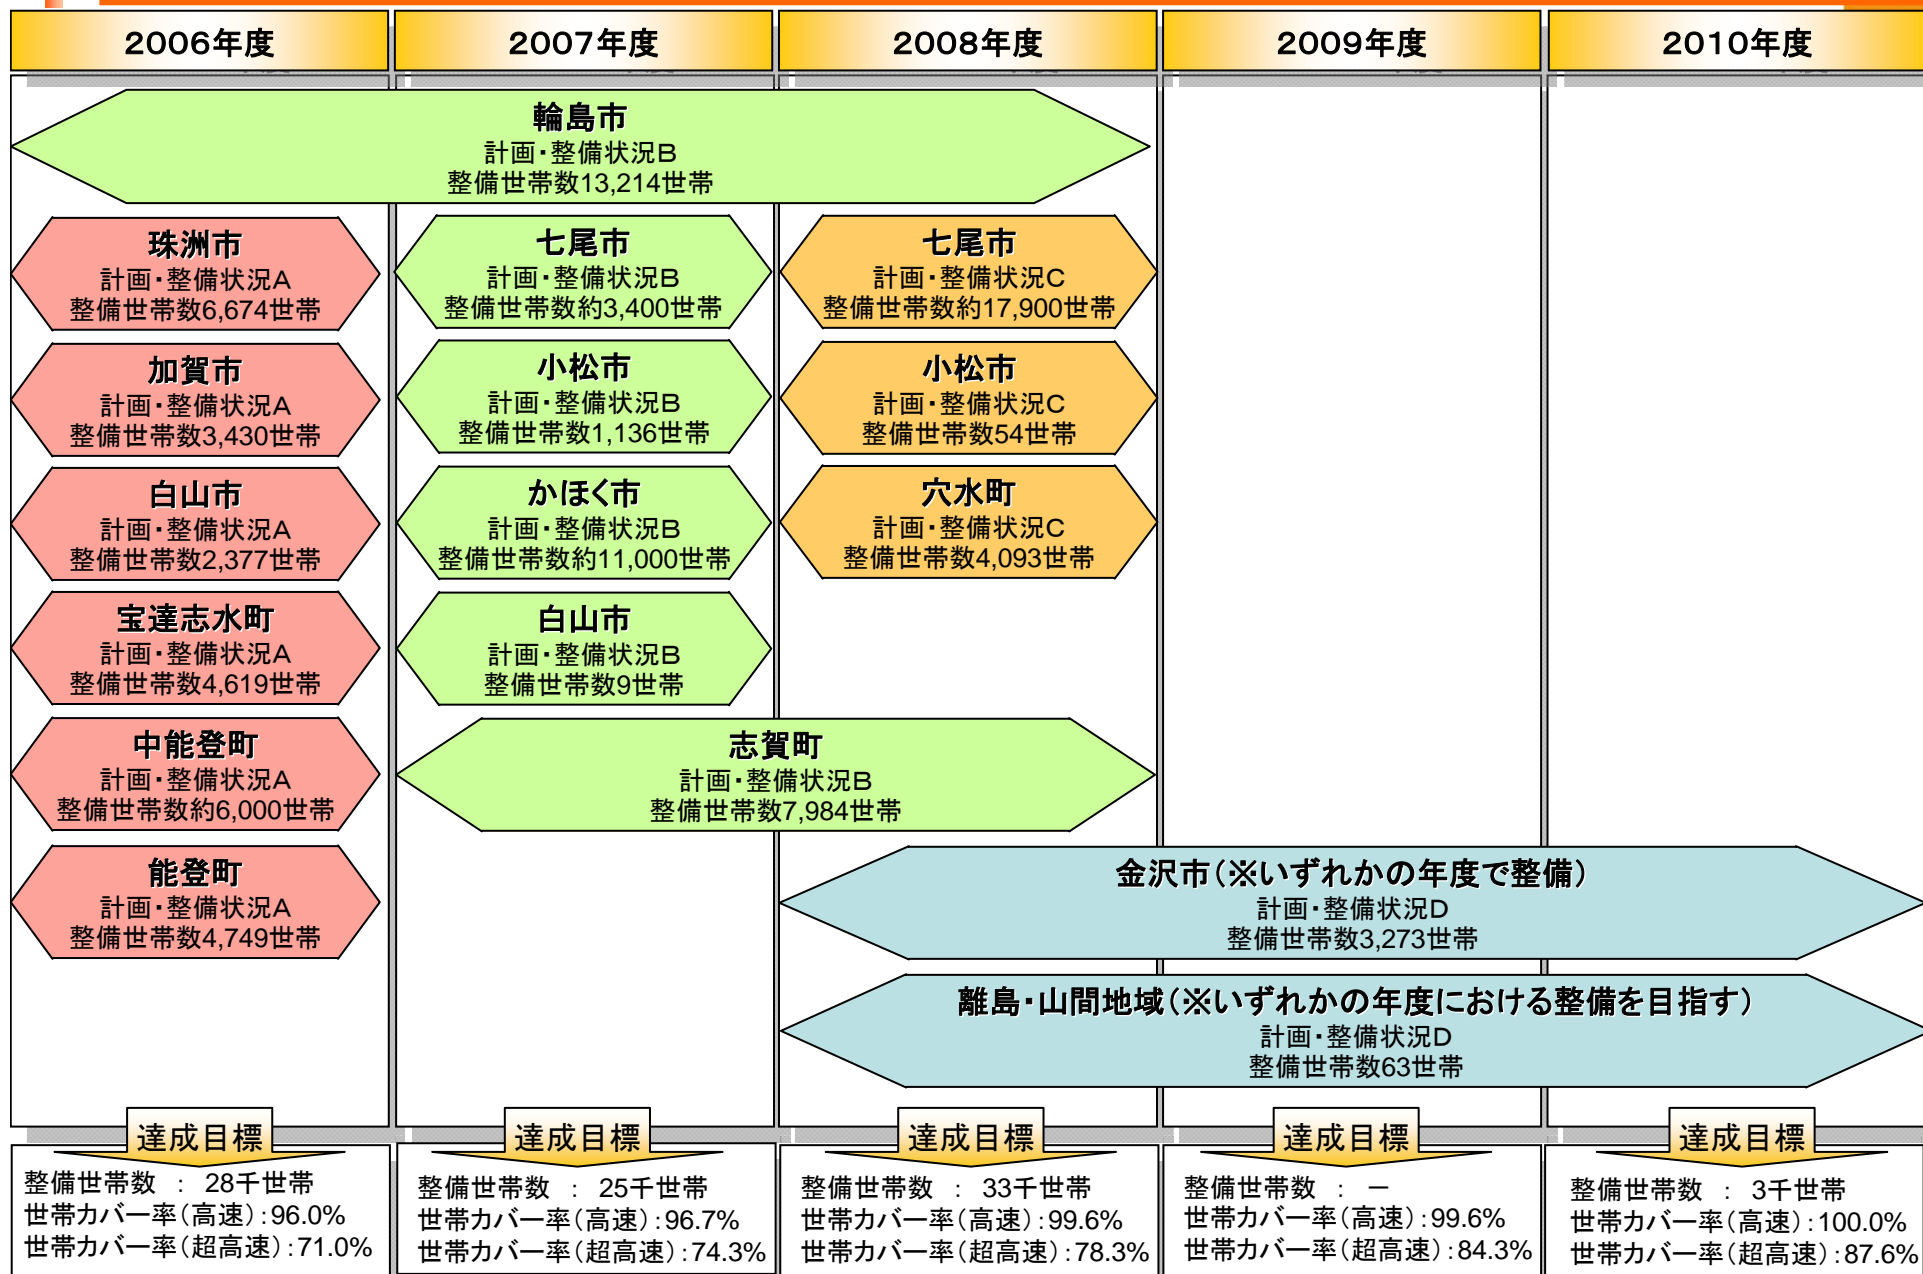 2006年度
2007年度
2008年度
2009年度
2010年度
輪島市
計画・整備状況B
整備世帯数13,214世帯
珠洲市
計画・整備状況A
整備世帯数6,674世帯
七尾市
計画・整備状況B
整備世帯数約3,400世帯
七尾市
計画・整備状況C
整備世帯数約17,900世帯
加賀市
計画・整備状況A
整備世帯数3,430世帯
小松市
計画・整備状況B
整備世帯数1,136世帯
小松市
計画・整備状況C
整備世帯数54世帯
白山市
計画・整備状況A
整備世帯数2,377世帯
かほく市
計画・整備状況B
整備世帯数約11,000世帯
穴水町
計画・整備状況C
整備世帯数4,093世帯
宝達志水町
計画・整備状況A
整備世帯数4,619世帯
白山市
計画・整備状況B
整備世帯数9世帯
中能登町
計画・整備状況A
整備世帯数約6,000世帯
志賀町
計画・整備状況B
整備世帯数7,984世帯
能登町
計画・整備状況A
整備世帯数4,749世帯
金沢市(※いずれかの年度で整備)
計画・整備状況D
整備世帯数3,273世帯
離島・山間地域(※いずれかの年度における整備を目指す)
計画・整備状況D
整備世帯数63世帯
達成目標
整備世帯数 : 28千世帯
世帯カバー率(高速):96.0%
世帯カバー率(超高速):71.0%
達成目標
整備世帯数 : 25千世帯
世帯カバー率(高速):96.7%
世帯カバー率(超高速):74.3%
達成目標
整備世帯数 : 33千世帯
世帯カバー率(高速):99.6%
世帯カバー率(超高速):78.3%
達成目標
整備世帯数 : －
世帯カバー率(高速):99.6%
世帯カバー率(超高速):84.3%
達成目標
整備世帯数 : 3千世帯
世帯カバー率(高速):100.0%
世帯カバー率(超高速):87.6%